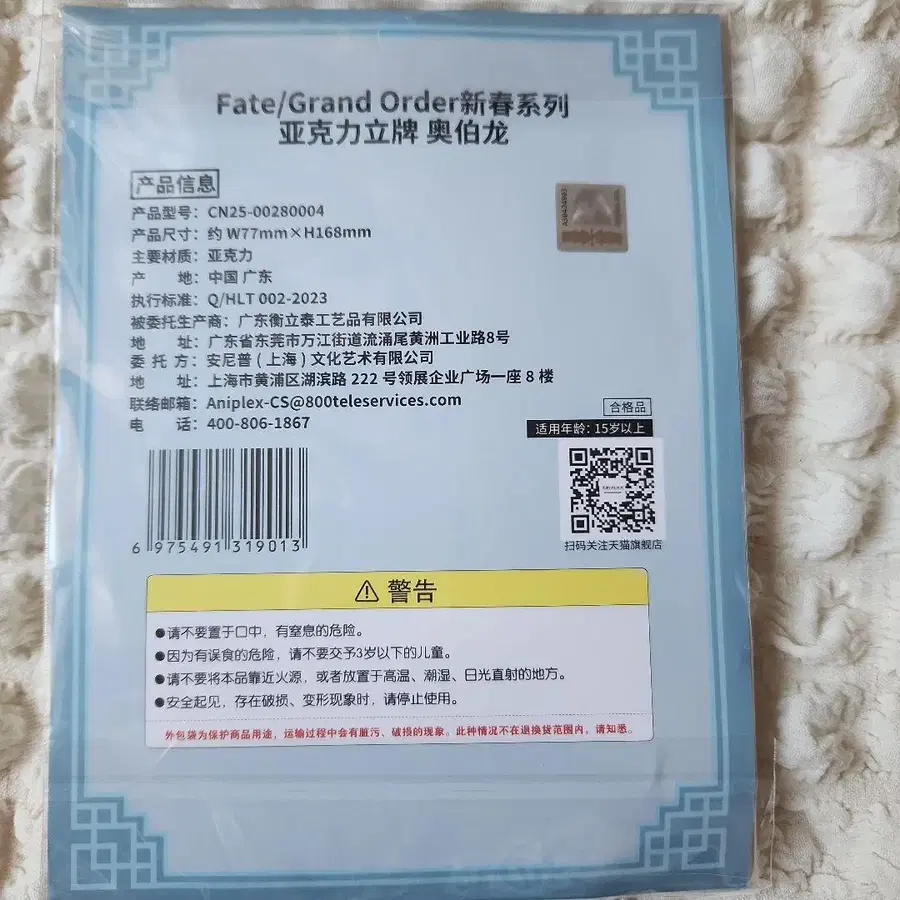 Fate/Grand Order新春系列
亚克力立牌 奥伯龙
产品信息
产品型号：CN25-00280004
产品尺寸：约 W77mm×H168mm
主要材质：亚克力
产　　地：中国 广东
执行标准：Q/HLT 002-2023
被委托生产商：广东衡立泰工艺品有限公司
地　　址：广东省东莞市万江街道流涌尾黄洲工业路8号
委 托 方：安尼普（上海）文化艺术有限公司
地　　址：上海市黄浦区湖滨路 222 号领展企业广场一座 8 楼
联络邮箱：Aniplex-CS@800teleservices.com
电　　话：400-806-1867
合格品
适用年龄：15岁以上
6 975491 319013
扫码关注天猫旗舰店
⚠ 警告
●请不要置于口中，有窒息的危险。
●因为有误食的危险，请不要交予3岁以下的儿童。
●请不要将本品靠近火源，或者放置于高温、潮湿、日光直射的地方。
●安全起见，存在破损、变形现象时，请停止使用。
外包袋为保护商品用途，运输过程中会有脏污、破损的现象。此种情况不在退换货范围内，请知悉。